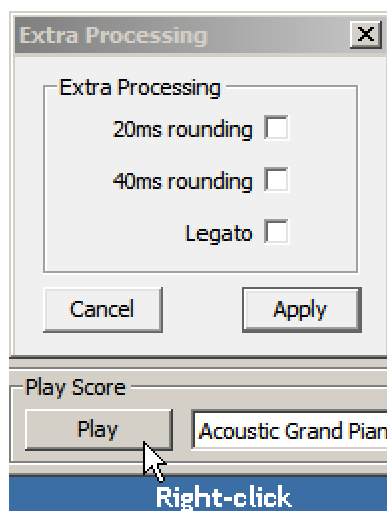 Extra Processing
Extra Processing
20ms rounding
40ms rounding
Legato
Cancel Apply
Play Score
Play Acoustic Grand Pian
Right-click